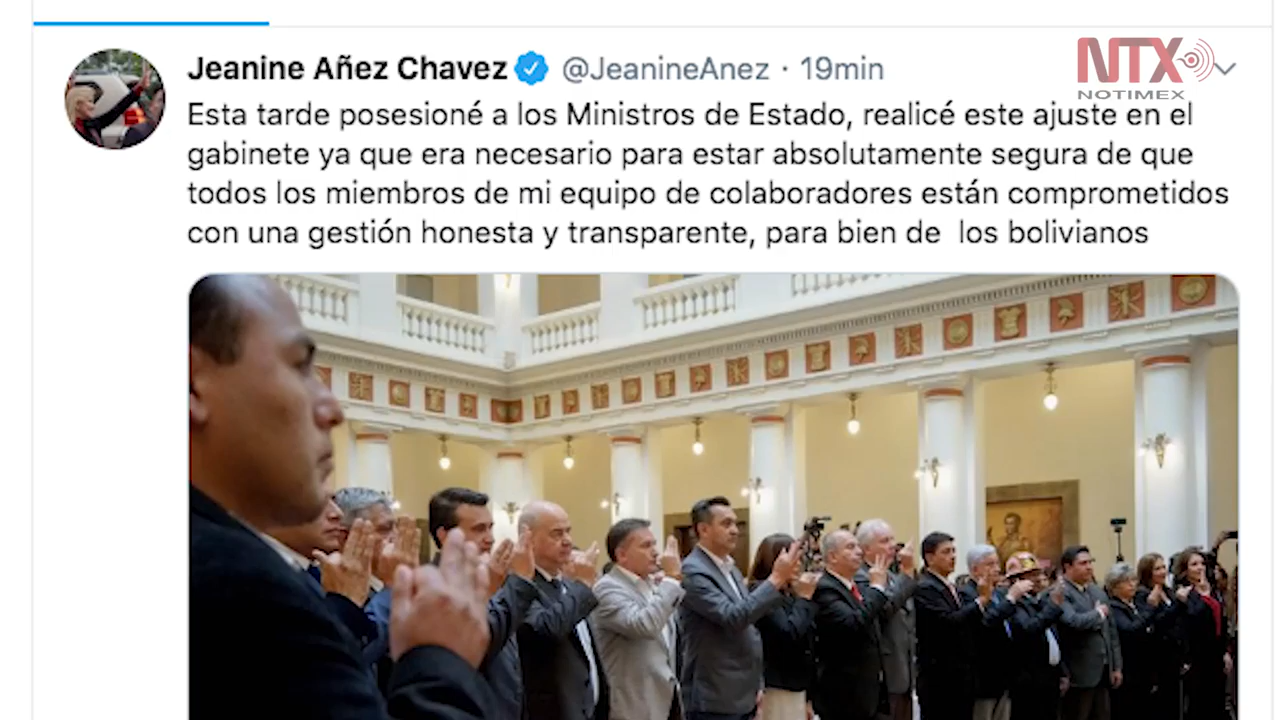 Jeanine Añez Chavez @JeanineAnez · 19min
NTX
NOTIMEX
Esta tarde posesioné a los Ministros de Estado, realicé este ajuste en el
gabinete ya que era necesario para estar absolutamente segura de que
todos los miembros de mi equipo de colaboradores están comprometidos
con una gestión honesta y transparente, para bien de  los bolivianos